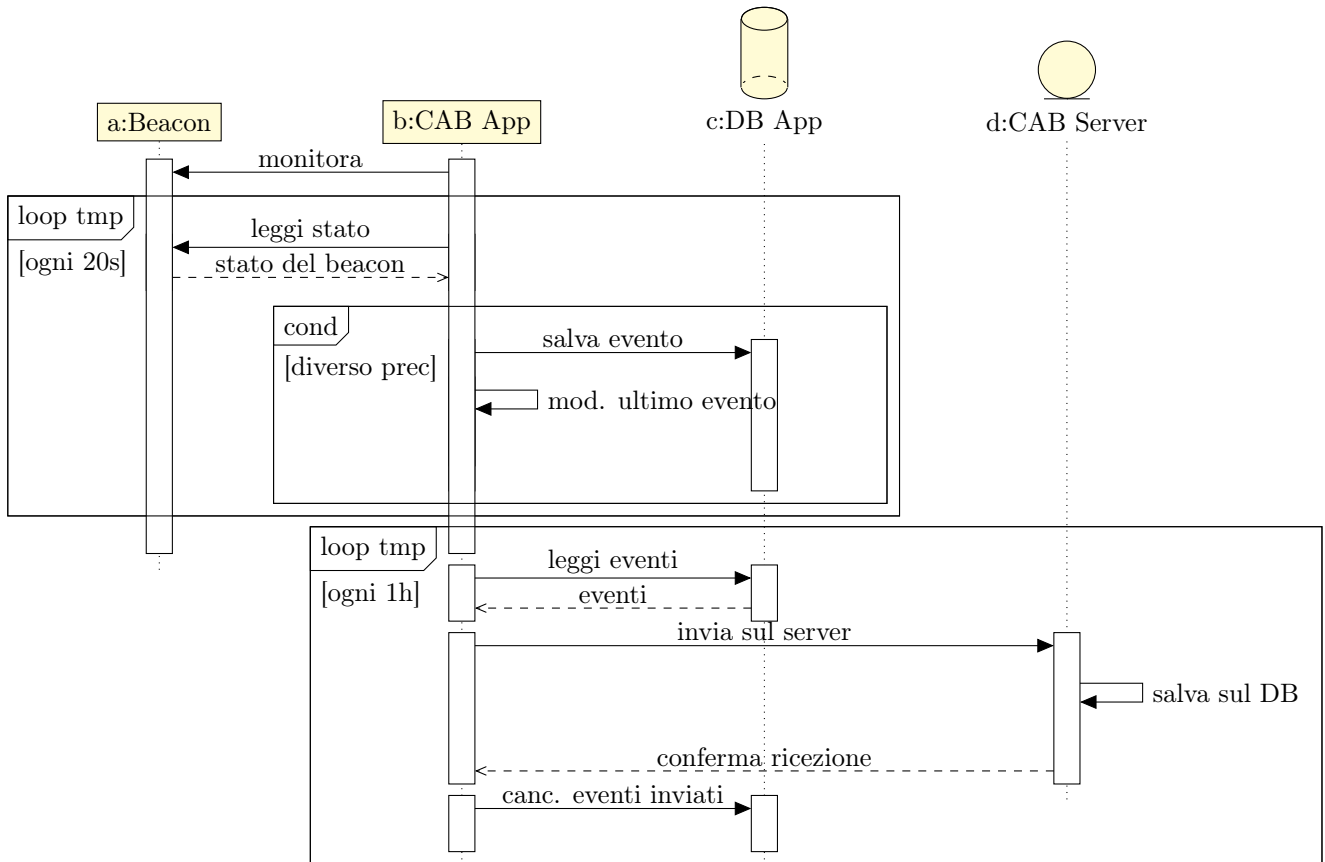 a:Beacon
b:CAB App
c:DB App
d:CAB Server
monitora
loop tmp
[ogni 20s]
leggi stato
stato del beacon
cond
[diverso prec]
salva evento
mod. ultimo evento
loop tmp
[ogni 1h]
leggi eventi
eventi
invia sul server
salva sul DB
conferma ricezione
canc. eventi inviati